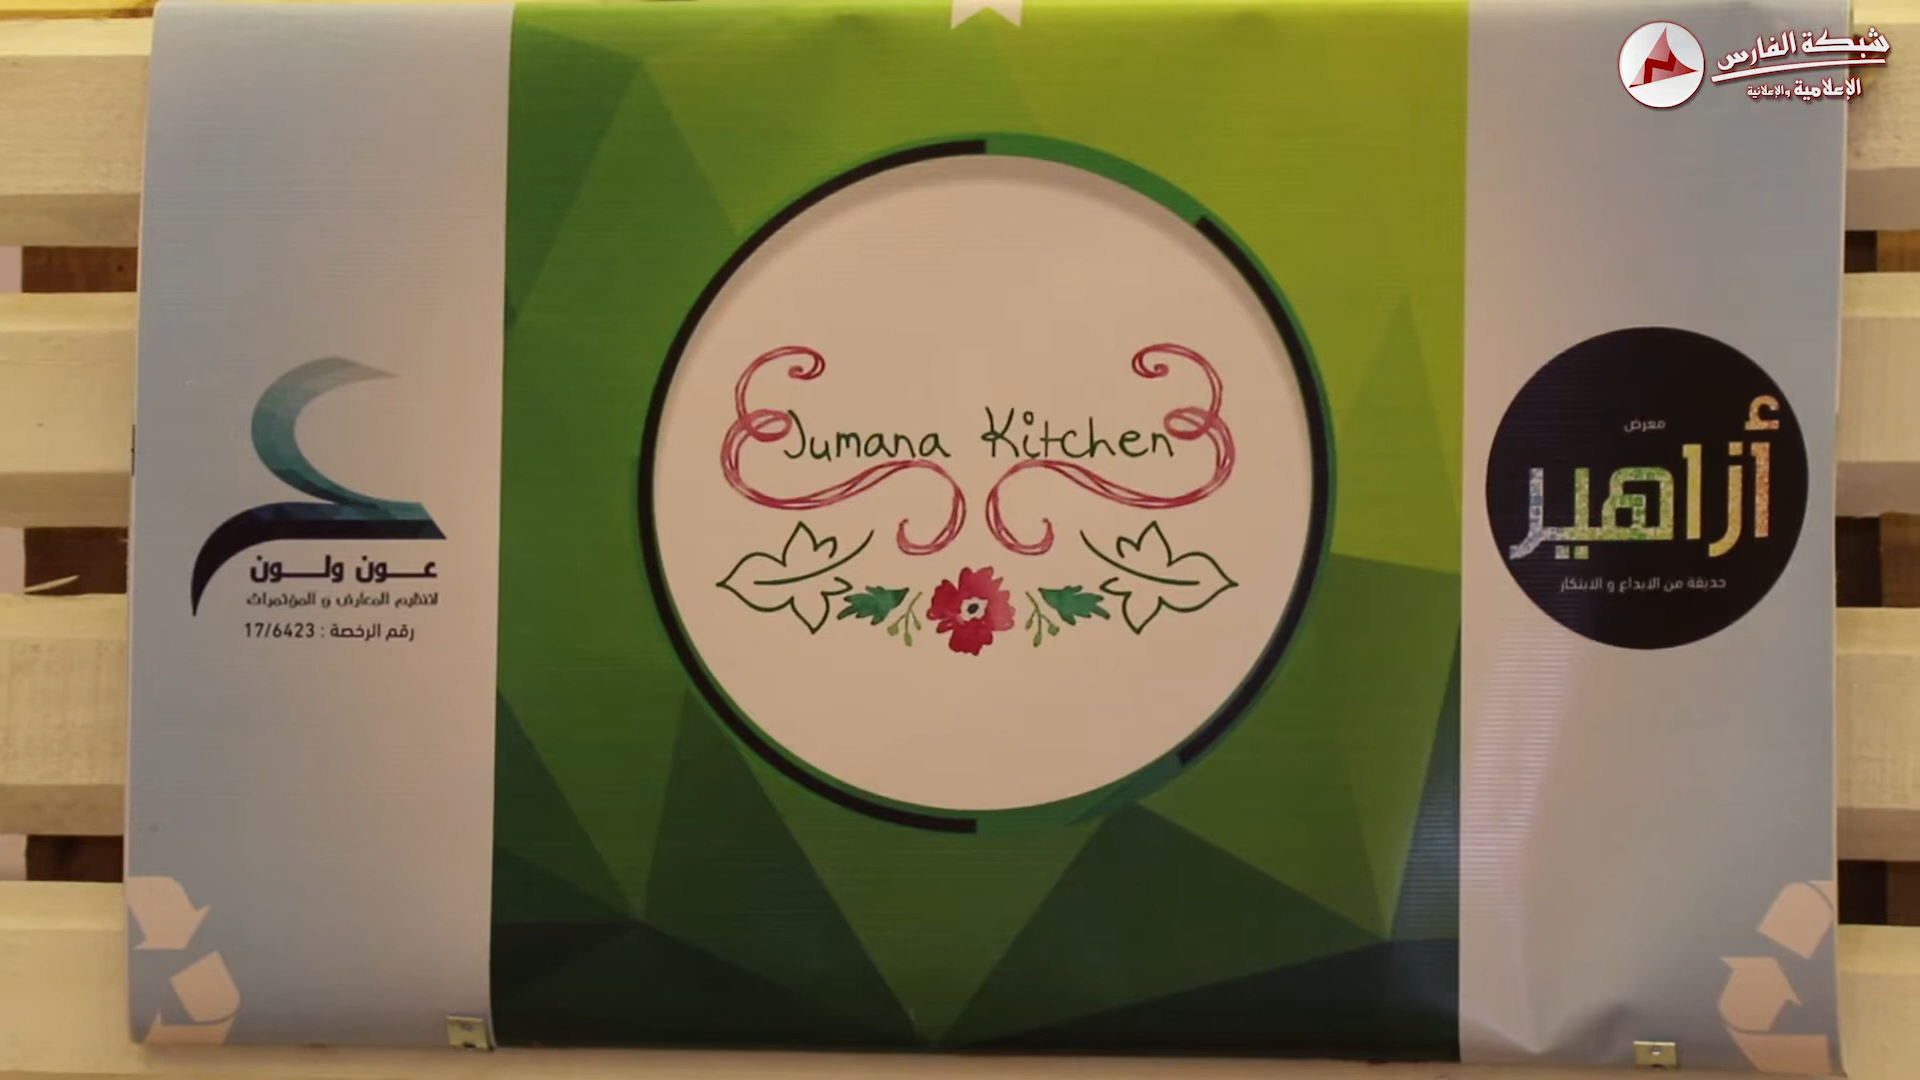 شبكة الفارس
الإعلامية والإعلانية
Jumana Kitchen
معرض
أزاهير
حديقة من الابداع و الابتكار
عون ولون
لتنظيم المعارض و المؤتمرات
رقم الرخصة : 17/6423